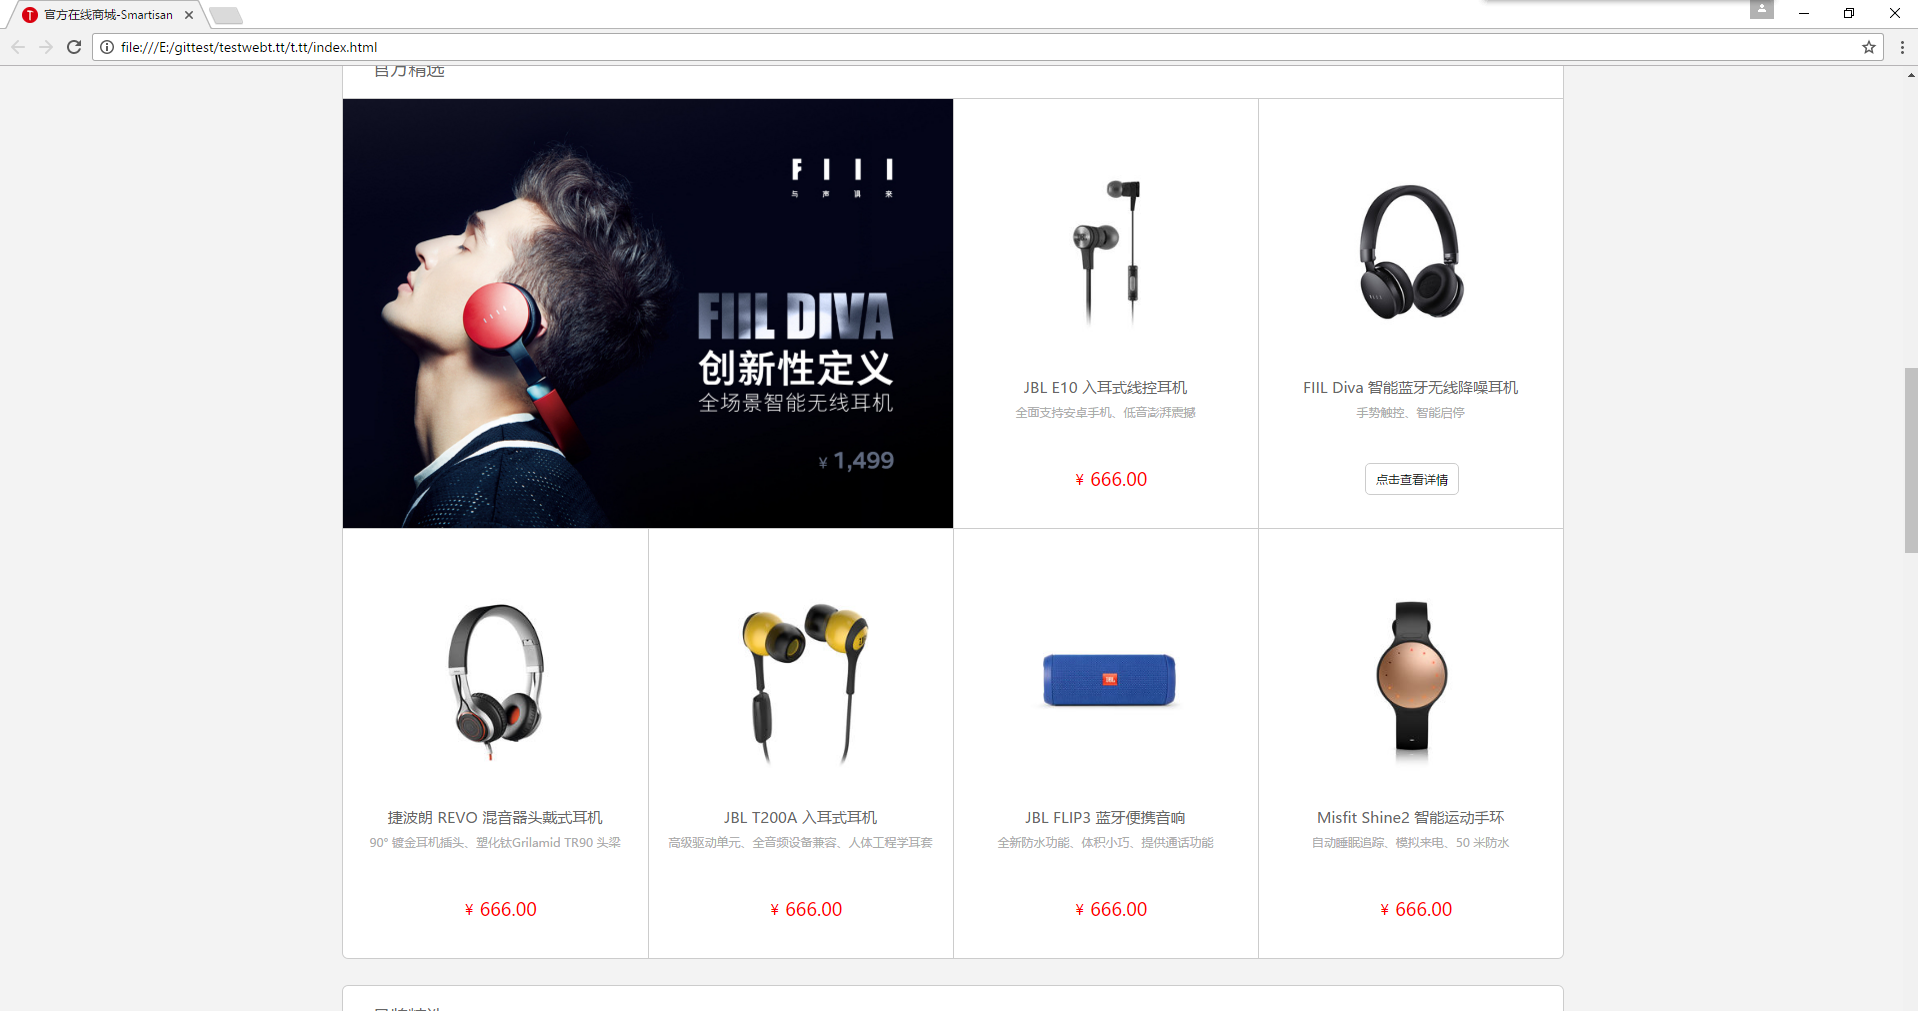 官方在线商城-Smartisan
file:///E:/gittest/testwebt.tt/t.tt/index.html
官方精选
FIIL
与声俱来
FIIL DIVA
创新性定义
全场景智能无线耳机
¥ 1,499
JBL E10 入耳式线控耳机
全面支持安卓手机、低音澎湃震撼
¥ 666.00
FIIL
FIIL Diva 智能蓝牙无线降噪耳机
手势触控、智能启停
点击查看详情
捷波朗 REVO 混音器头戴式耳机
90° 镀金耳机插头、塑化钛Grilamid TR90 头梁
¥ 666.00
JBL T200A 入耳式耳机
高级驱动单元、全音频设备兼容、人体工程学耳套
¥ 666.00
JBL
JBL FLIP3 蓝牙便携音响
全新防水功能、体积小巧、提供通话功能
¥ 666.00
Misfit Shine2 智能运动手环
自动睡眠追踪、模拟来电、50 米防水
¥ 666.00